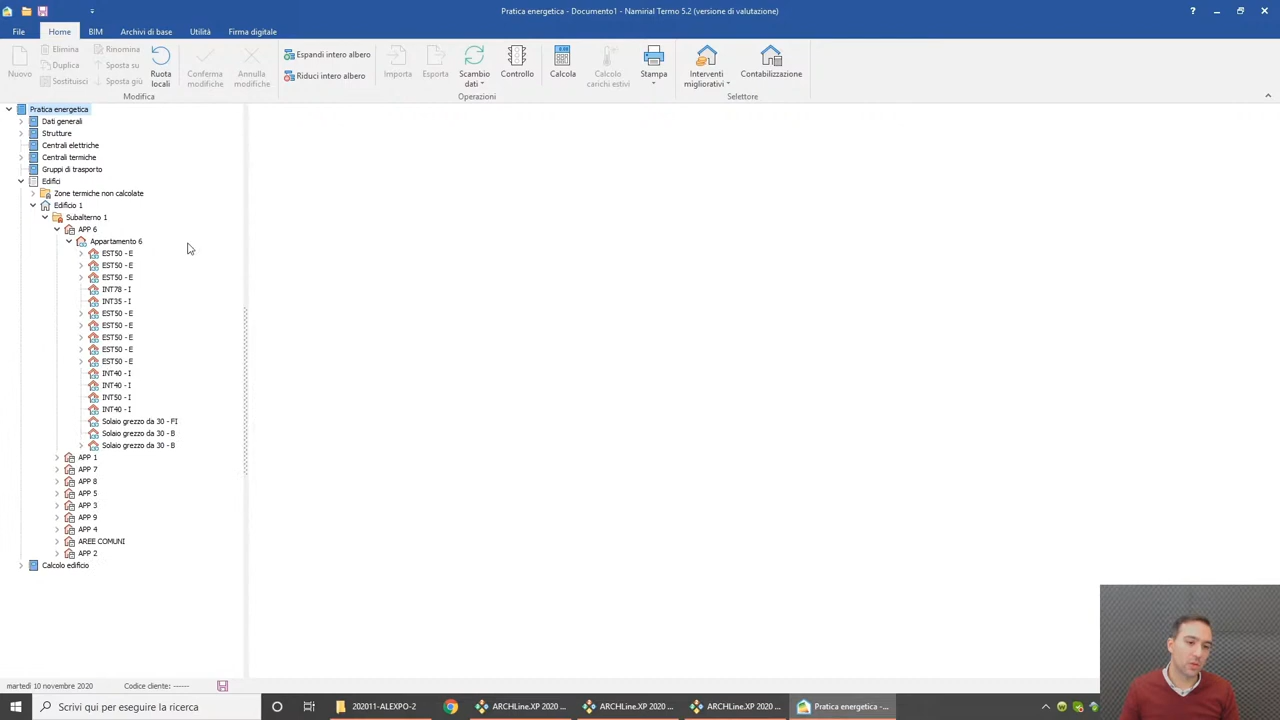 Pratica energetica - Documento1 - Namirial Termo 5.2 (versione di valutazione)
File Home BIM Archivi di base Utilità Firma digitale
Nuovo
Elimina
Duplica
Sostituisci
Rinomina
Sposta su
Sposta giù
Ruota locali
Modifica
Conferma modifiche
Annulla modifiche
Espandi intero albero
Riduci intero albero
Importa
Esporta
Scambio dati
Controllo
Operazioni
Calcola
Calcolo carichi estivi
Stampa
Interventi migliorativi
Contabilizzazione
Selettore
Pratica energetica
Dati generali
Strutture
Centrali elettriche
Centrali termiche
Gruppi di trasporto
Edifici
Zone termiche non calcolate
Edificio 1
Subalterno 1
APP 6
Appartamento 6
EST50 - E
EST50 - E
EST50 - E
INT78 - I
INT35 - I
EST50 - E
EST50 - E
EST50 - E
EST50 - E
EST50 - E
INT40 - I
INT40 - I
INT50 - I
INT40 - I
Solaio grezzo da 30 - FI
Solaio grezzo da 30 - B
Solaio grezzo da 30 - B
APP 1
APP 7
APP 8
APP 5
APP 3
APP 9
APP 4
AREE COMUNI
APP 2
Calcolo edificio
martedì 10 novembre 2020 Codice cliente: ------
Scrivi qui per eseguire la ricerca
202011-ALEXPO-2
ARCHLine.XP 2020 ...
ARCHLine.XP 2020 ...
ARCHLine.XP 2020 ...
Pratica energetica -...